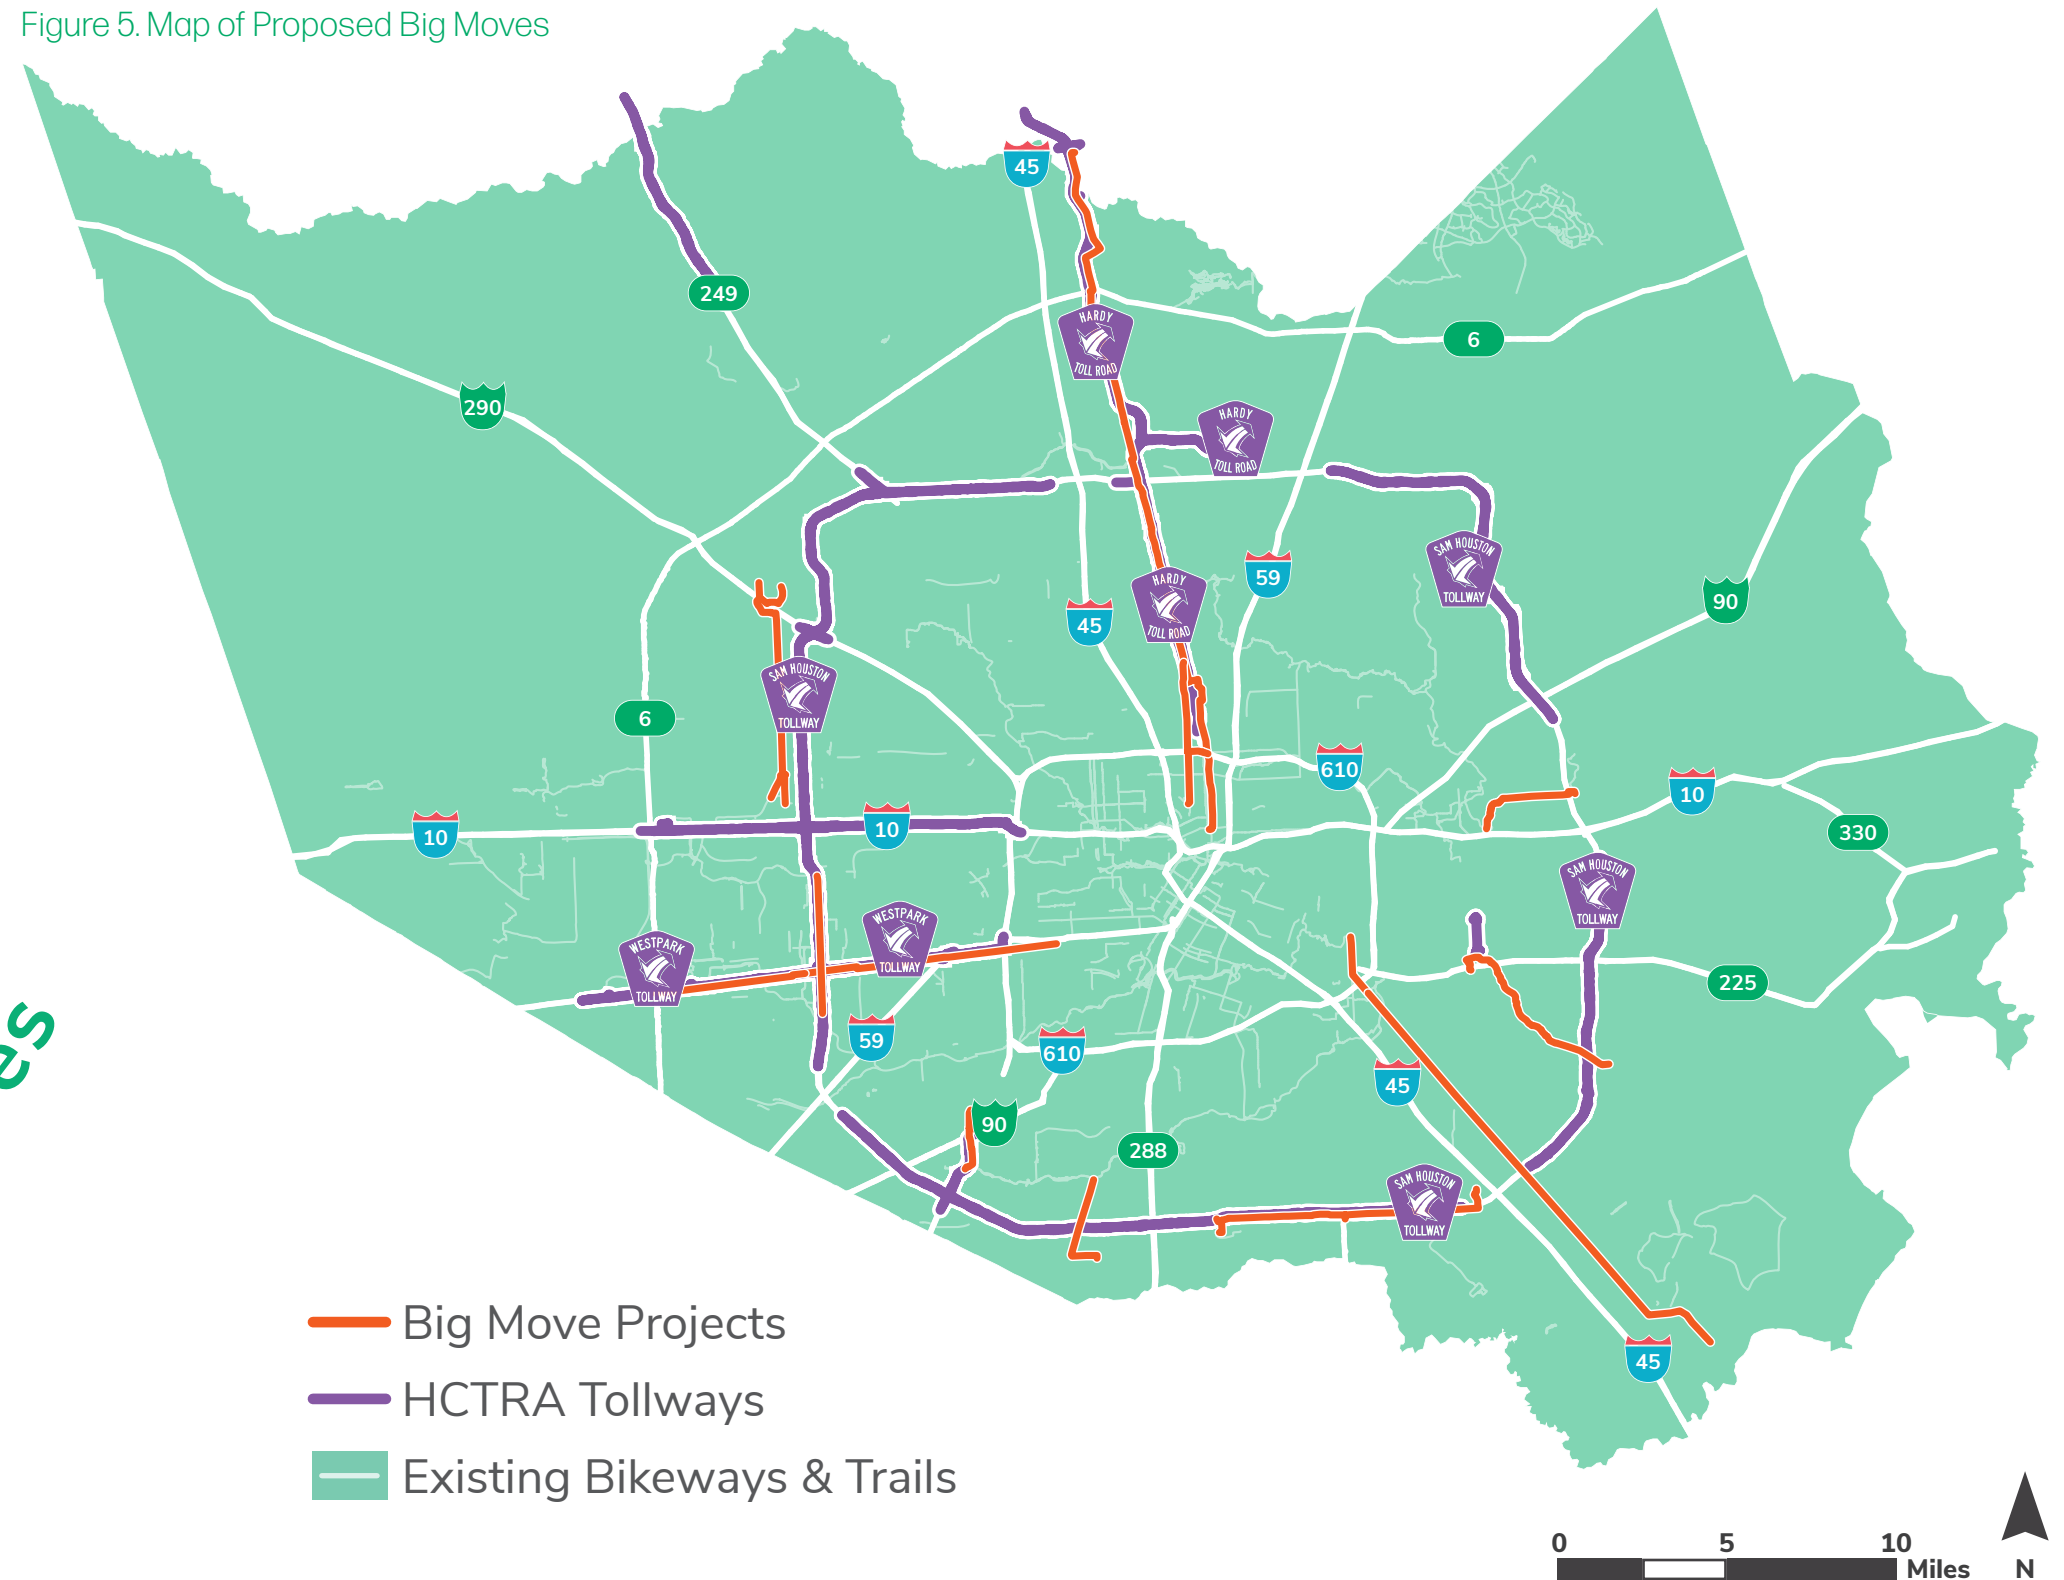 Figure 5. Map of Proposed Big Moves
45
249
HARDY
TOLL ROAD
6
290
HARDY
TOLL ROAD
SAM HOUSTON
TOLLWAY
59
HARDY
TOLL ROAD
90
45
SAM HOUSTON
TOLLWAY
6
610
10
10
10
330
SAM HOUSTON
TOLLWAY
WESTPARK
TOLLWAY
WESTPARK
TOLLWAY
225
es
59
610
45
90
288
SAM HOUSTON
TOLLWAY
45
Big Move Projects
HCTRA Tollways
Existing Bikeways & Trails
0 5 10
Miles
N